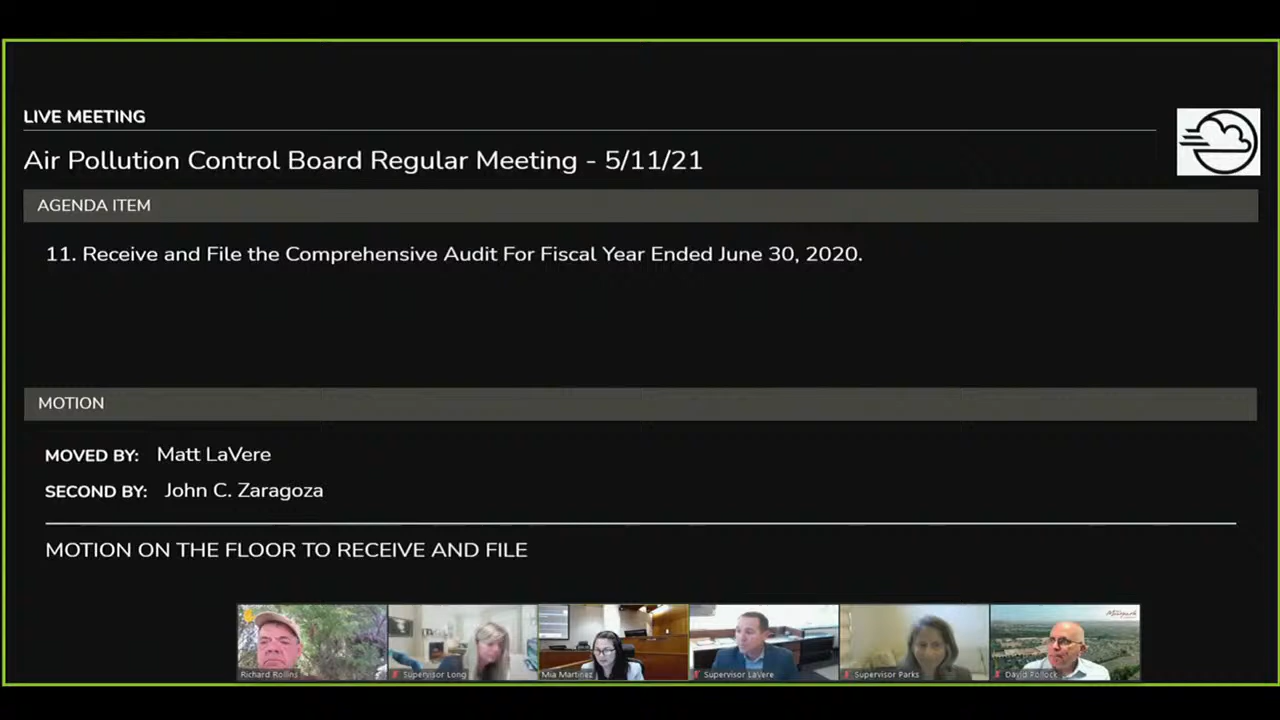 LIVE MEETING
Air Pollution Control Board Regular Meeting - 5/11/21
AGENDA ITEM
11. Receive and File the Comprehensive Audit For Fiscal Year Ended June 30, 2020.
MOTION
MOVED BY: Matt LaVere
SECOND BY: John C. Zaragoza
MOTION ON THE FLOOR TO RECEIVE AND FILE
Richard Rollins
Supervisor Long
Mia Martinez
Supervisor LaVere
Supervisor Parks
David Pollock